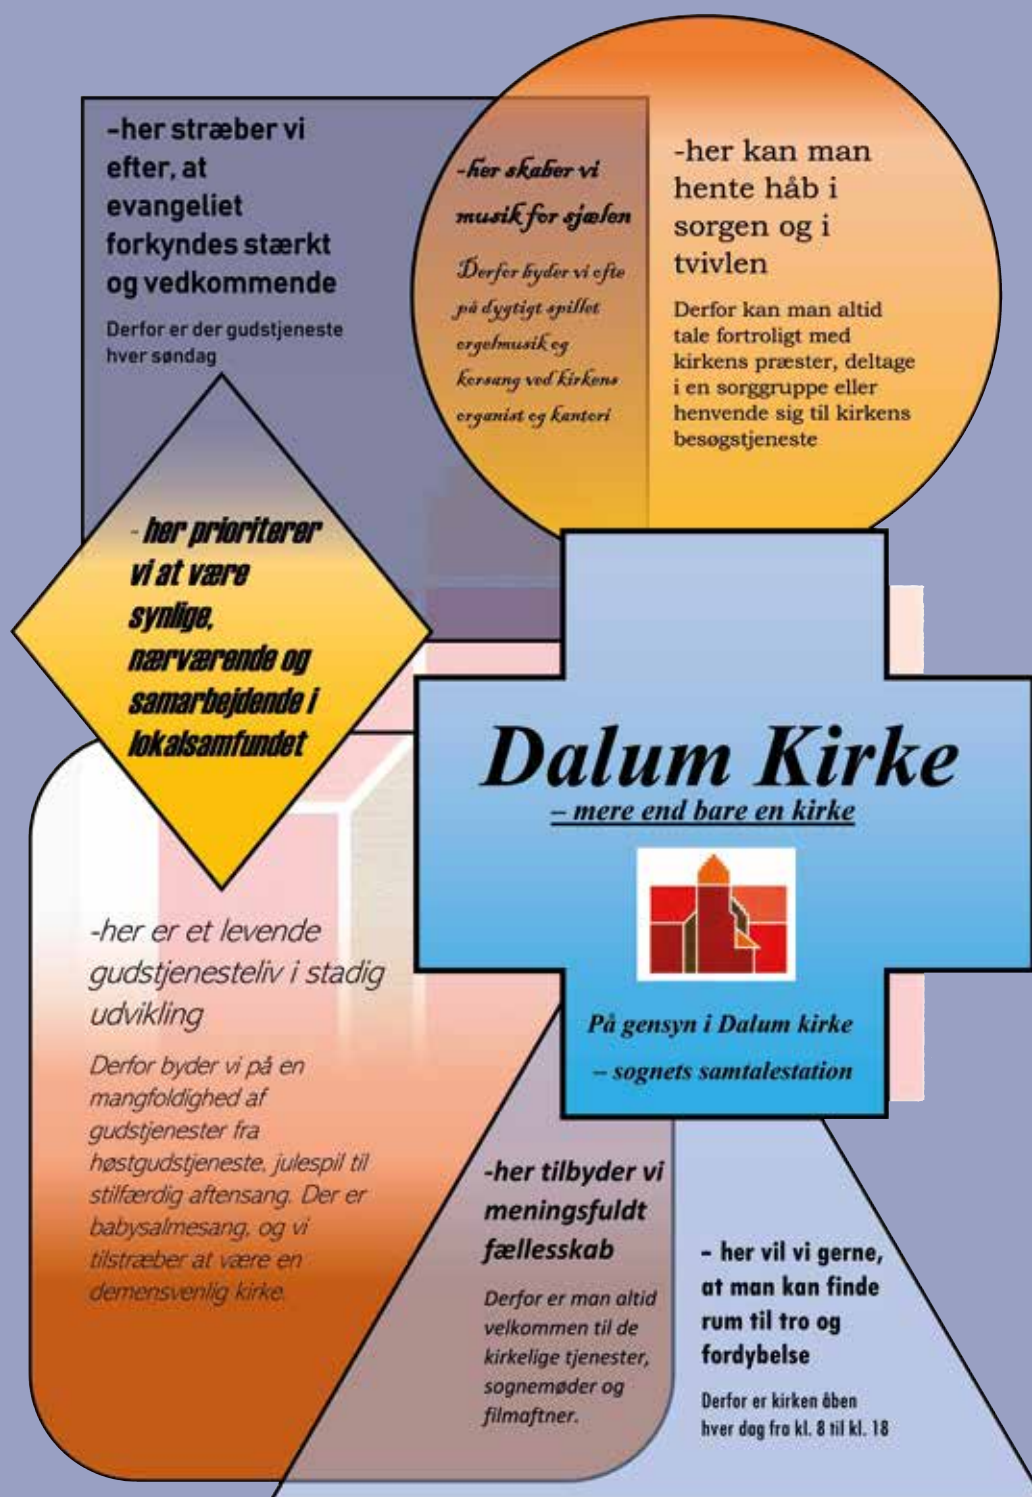 -her stræber vi
efter, at
evangeliet
forkyndes stærkt
og vedkommende
Derfor er der gudstjeneste
hver søndag
-her skaber vi
musik for sjælen
Derfor byder vi ofte
på dygtigt spillet
orgelmusik og
korsang ved kirkens
organist og kantori
-her kan man
hente håb i
sorgen og i
tvivlen
Derfor kan man altid
tale fortroligt med
kirkens præster, deltage
i en sorggruppe eller
henvende sig til kirkens
besøgstjeneste
- her prioriterer
vi at være
synlige,
nærværende og
samarbejdende i
lokalsamfundet
Dalum Kirke
– mere end bare en kirke
På gensyn i Dalum kirke
– sognets samtalestation
-her er et levende
gudstjenesteliv i stadig
udvikling
Derfor byder vi på en
mangfoldighed af
gudstjenester fra
høstgudstjeneste, julespil til
stilfærdig aftensang. Der er
babysalmesang, og vi
tilstræber at være en
demensvenlig kirke.
-her tilbyder vi
meningsfuldt
fællesskab
Derfor er man altid
velkommen til de
kirkelige tjenester,
sognemøder og
filmaftner.
- her vil vi gerne,
at man kan finde
rum til tro og
fordybelse
Derfor er kirken åben
hver dag fra kl. 8 til kl. 18